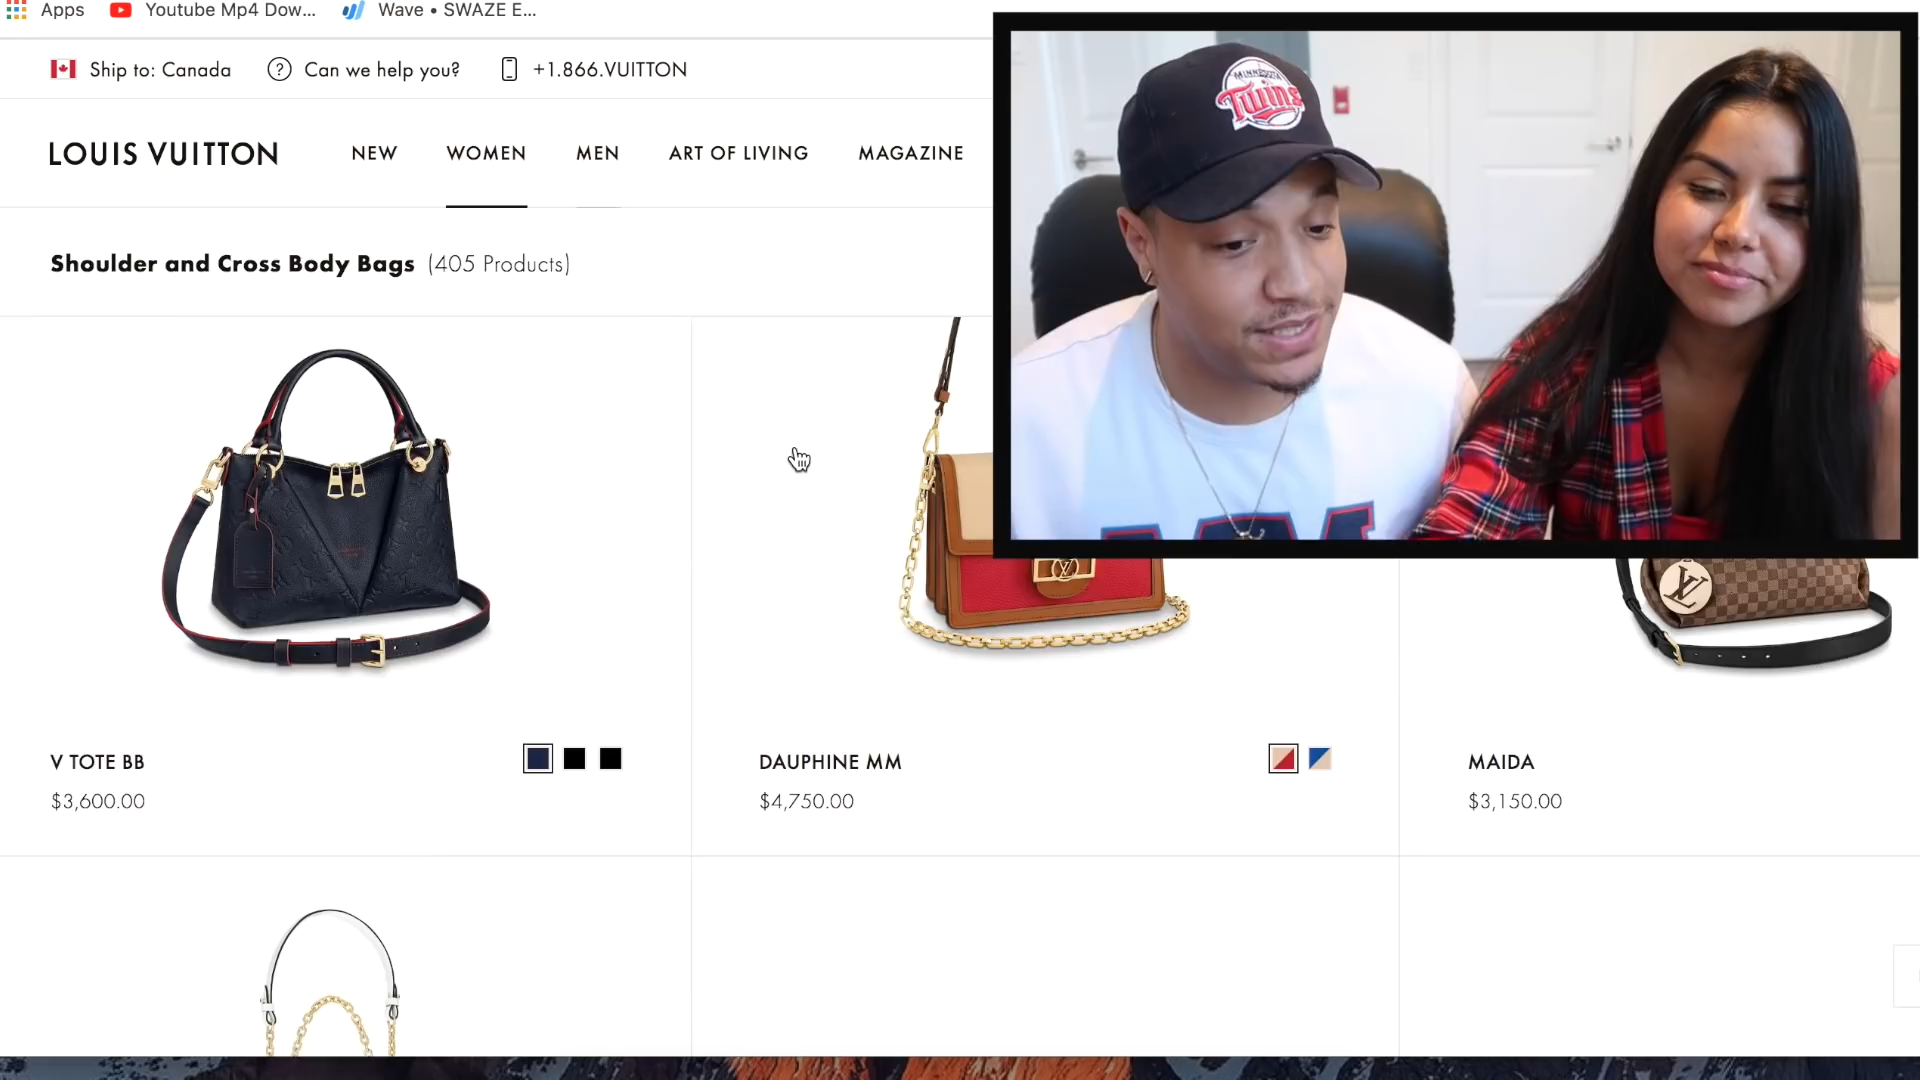 Apps Youtube Mp4 Dow... Wave • SWAZE E...
Ship to: Canada Can we help you? +1.866.VUITTON
LOUIS VUITTON NEW WOMEN MEN ART OF LIVING MAGAZINE
Shoulder and Cross Body Bags (405 Products)
MINNESOTA
Twins
V TOTE BB
$3,600.00
DAUPHINE MM
$4,750.00
MAIDA
$3,150.00